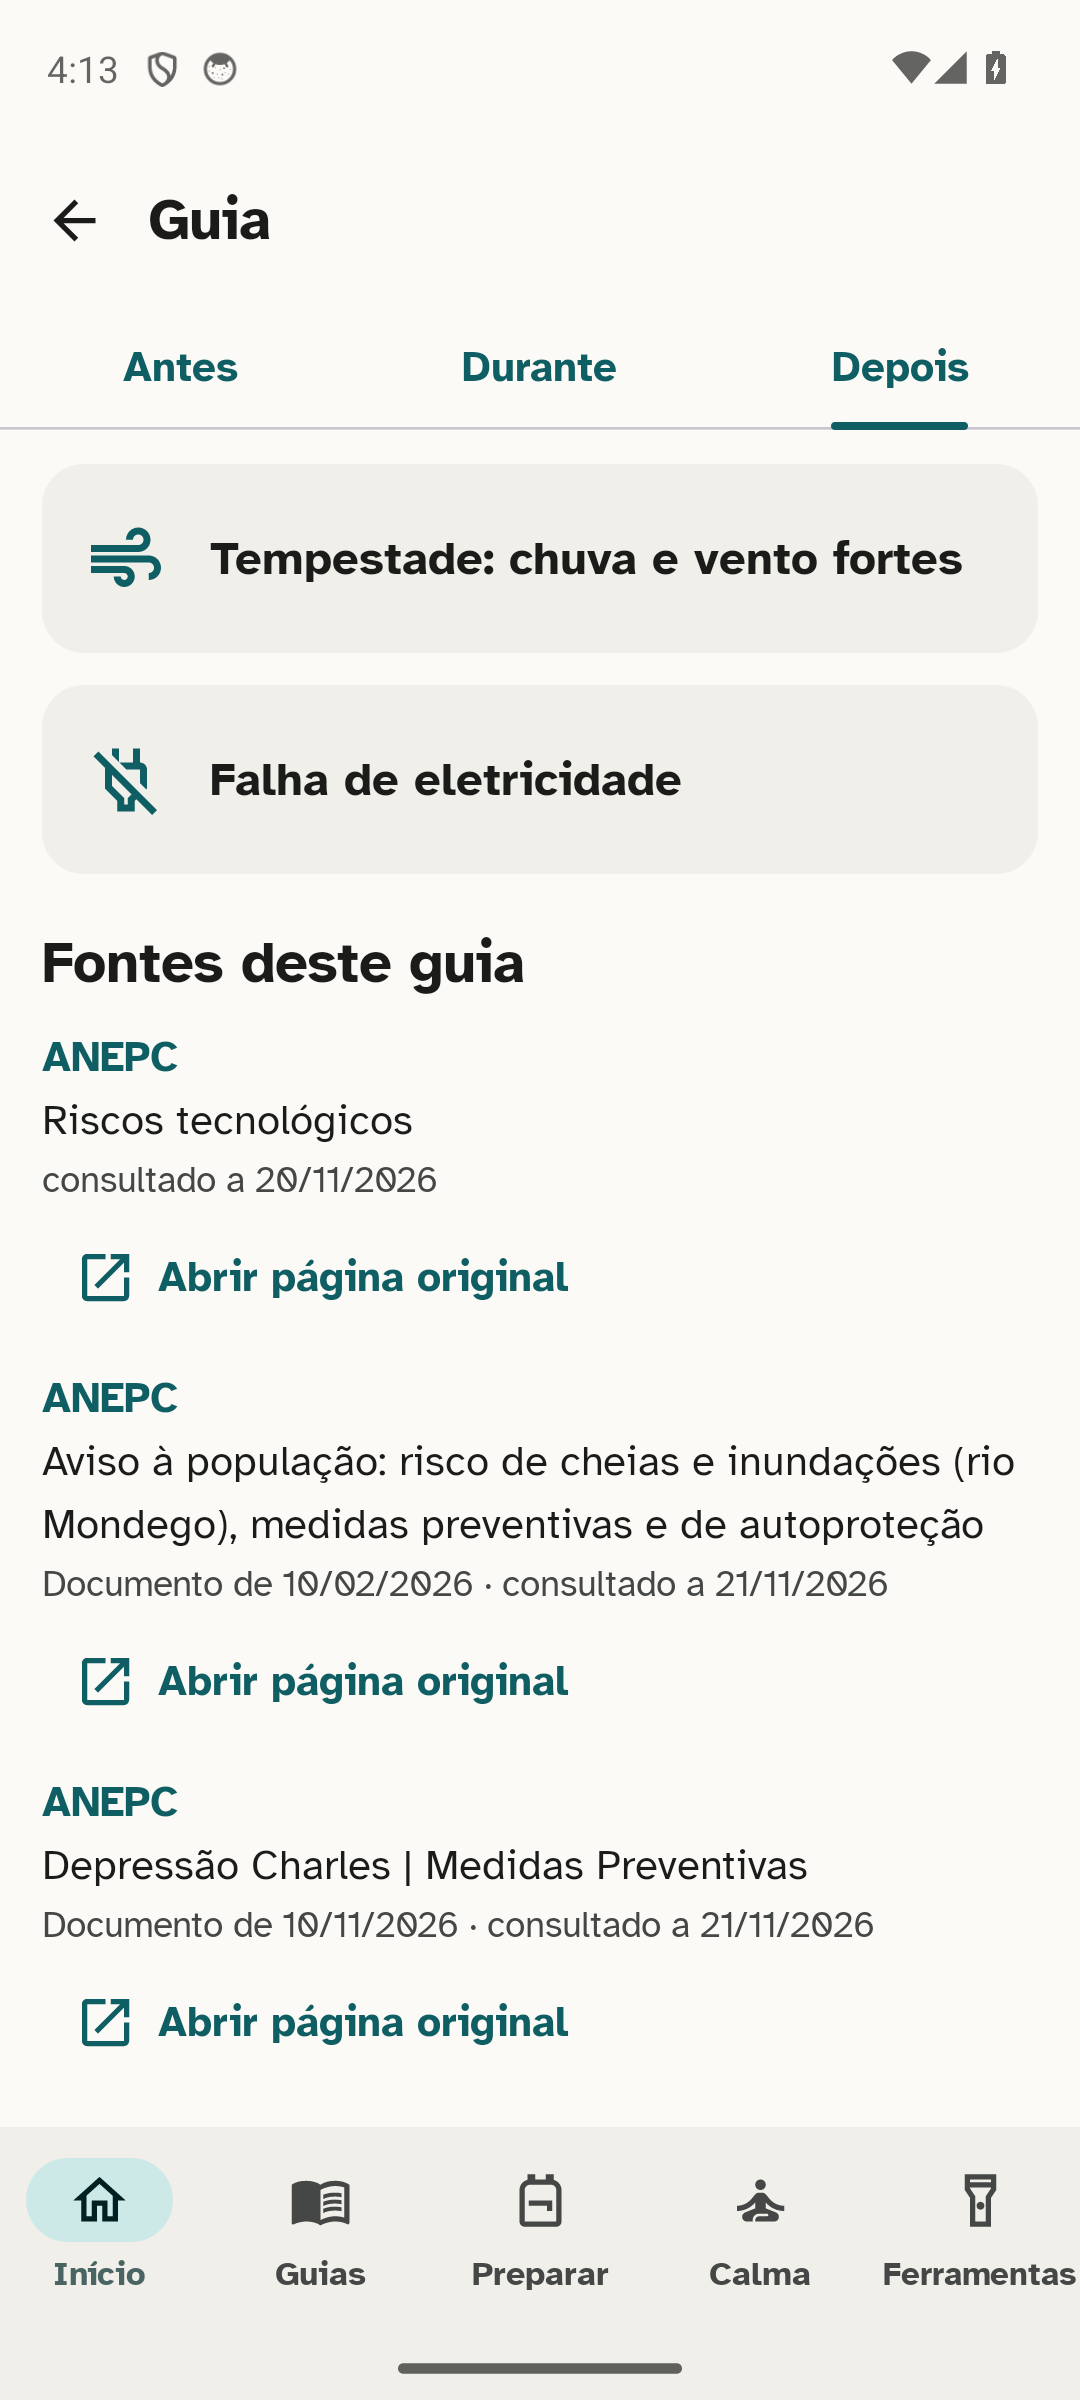 4:13
Guia
Antes
Durante
Depois
Tempestade: chuva e vento fortes
Falha de eletricidade
Fontes deste guia
ANEPC
Riscos tecnológicos
consultado a 20/11/2026
Abrir página original
ANEPC
Aviso à população: risco de cheias e inundações (rio
Mondego), medidas preventivas e de autoproteção
Documento de 10/02/2026 · consultado a 21/11/2026
Abrir página original
ANEPC
Depressão Charles | Medidas Preventivas
Documento de 10/11/2026 · consultado a 21/11/2026
Abrir página original
Início
Guias
Preparar
Calma
Ferramentas